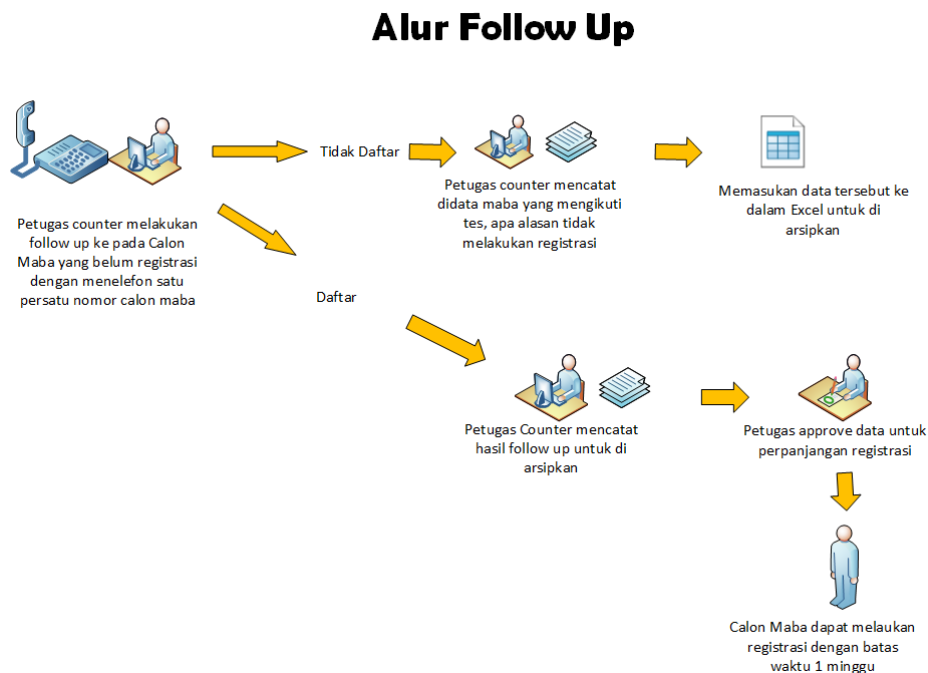 Alur Follow Up
Petugas counter melakukan
follow up ke pada Calon
Maba yang belum registrasi
dengan menelefon satu
persatu nomor calon maba
Tidak Daftar
Petugas counter mencatat
didata maba yang mengikuti
tes, apa alasan tidak
melakukan registrasi
Memasukan data tersebut ke
dalam Excel untuk di
arsipkan
Daftar
Petugas Counter mencatat
hasil follow up untuk di
arsipkan
Petugas approve data untuk
perpanjangan registrasi
Calon Maba dapat melaukan
registrasi dengan batas
waktu 1 minggu